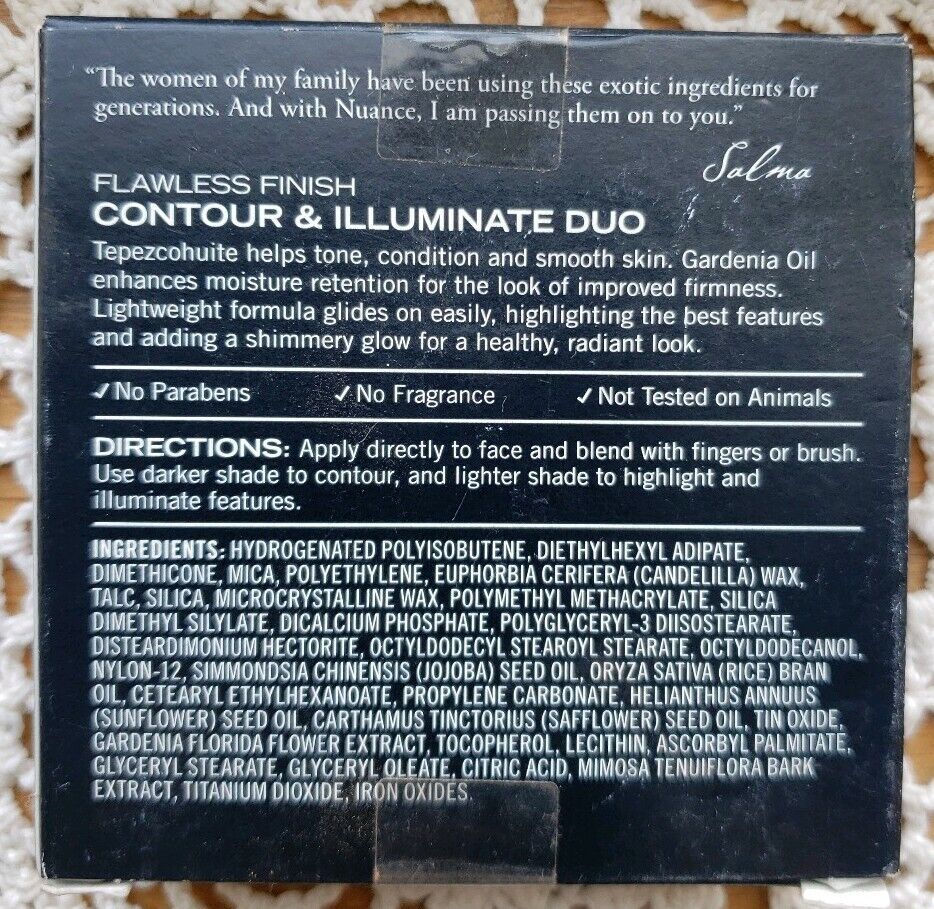 “The women of my family have been using these exotic ingredients for
generations. And with Nuance, I am passing them on to you.”
Salma
FLAWLESS FINISH
CONTOUR & ILLUMINATE DUO
Tepezcohuite helps tone, condition and smooth skin. Gardenia Oil
enhances moisture retention for the look of improved firmness.
Lightweight formula glides on easily, highlighting the best features
and adding a shimmery glow for a healthy, radiant look.
✓No Parabens ✓No Fragrance ✓Not Tested on Animals
DIRECTIONS: Apply directly to face and blend with fingers or brush.
Use darker shade to contour, and lighter shade to highlight and
illuminate features.
INGREDIENTS: HYDROGENATED POLYISOBUTENE, DIETHYLHEXYL ADIPATE,
DIMETHICONE, MICA, POLYETHYLENE, EUPHORBIA CERIFERA (CANDELILLA) WAX,
TALC, SILICA, MICROCRYSTALLINE WAX, POLYMETHYL METHACRYLATE, SILICA
DIMETHYL SILYLATE, DICALCIUM PHOSPHATE, POLYGLYCERYL-3 DIISOSTEARATE,
DISTEARDIMONIUM HECTORITE, OCTYLDODECYL STEAROYL STEARATE, OCTYLDODECANOL,
NYLON-12, SIMMONDSIA CHINENSIS (JOJOBA) SEED OIL, ORYZA SATIVA (RICE) BRAN
OIL, CETEARYL ETHYLHEXANOATE, PROPYLENE CARBONATE, HELIANTHUS ANNUUS
(SUNFLOWER) SEED OIL, CARTHAMUS TINCTORIUS (SAFFLOWER) SEED OIL, TIN OXIDE,
GARDENIA FLORIDA FLOWER EXTRACT, TOCOPHEROL, LECITHIN, ASCORBYL PALMITATE,
GLYCERYL STEARATE, GLYCERYL OLEATE, CITRIC ACID, MIMOSA TENUIFLORA BARK
EXTRACT, TITANIUM DIOXIDE, IRON OXIDES.